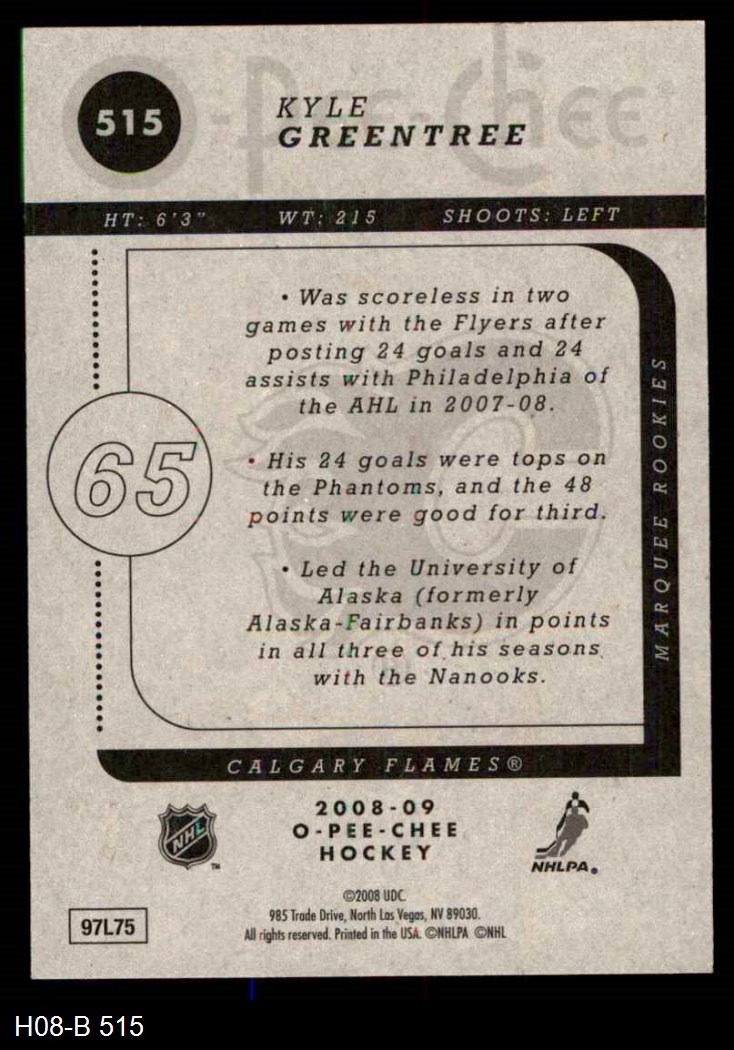 O-Pee-Chee
515
KYLE
GREENTREE
HT: 6'3" WT: 215 SHOOTS: LEFT
• Was scoreless in two
games with the Flyers after
posting 24 goals and 24
assists with Philadelphia of
the AHL in 2007-08.
• His 24 goals were tops on
the Phantoms, and the 48
points were good for third.
• Led the University of
Alaska (formerly
Alaska-Fairbanks) in points
in all three of his seasons
with the Nanooks.
65
MARQUEE ROOKIES
CALGARY FLAMES®
NHL
TM
2008-09
O-PEE-CHEE
HOCKEY
NHLPA®
97L75
©2008 UDC.
985 Trade Drive, North Las Vegas, NV 89030.
All rights reserved. Printed in the USA. ©NHLPA ©NHL
H08-B 515